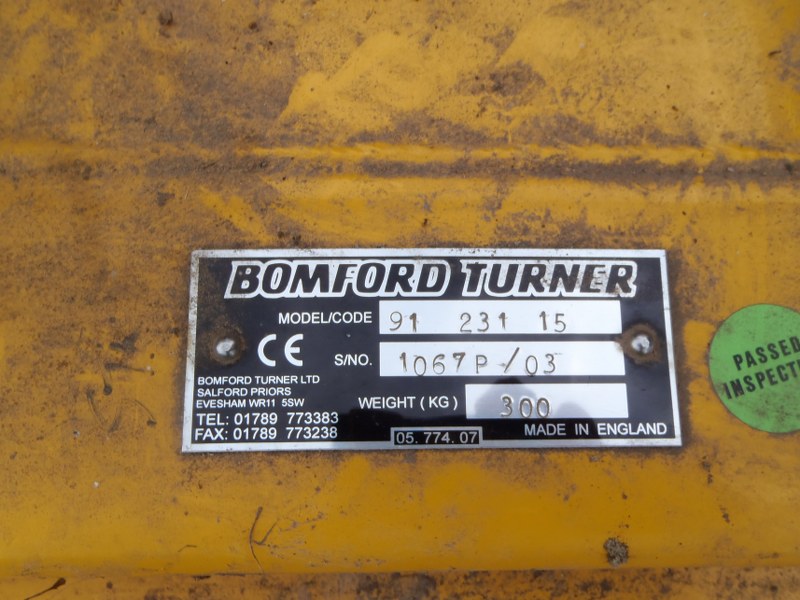 BOMFORD TURNER
MODEL/CODE 91 231 15
CE
S/NO. 1067P/03
BOMFORD TURNER LTD
SALFORD PRIORS
EVESHAM WR11 5SW
WEIGHT ( KG ) 300
TEL: 01789 773383
FAX: 01789 773238
05. 774. 07
MADE IN ENGLAND
PASSED
INSPECTI